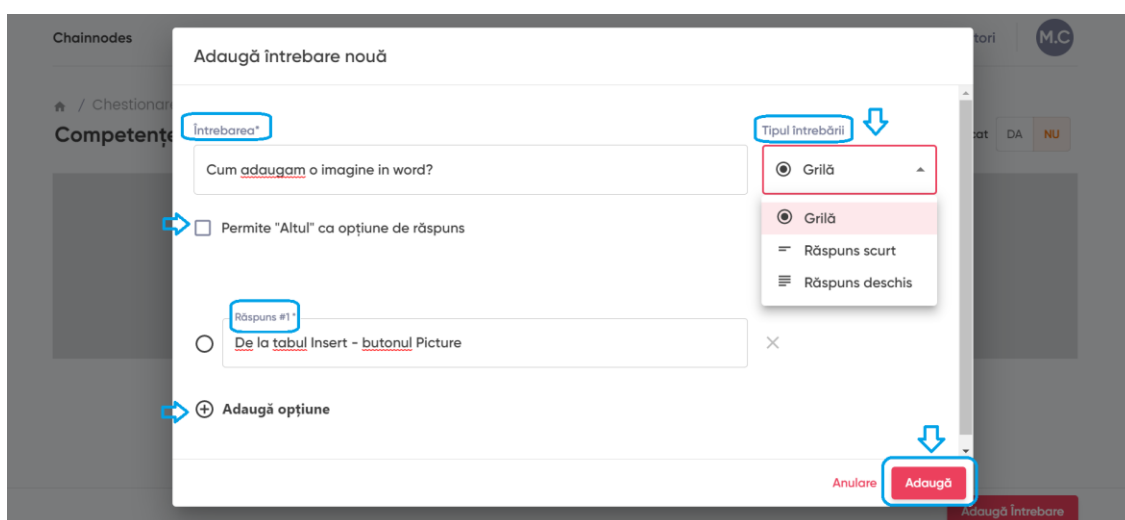 Chainnodes
tori
M.C
Adaugă întrebare nouă
/ Chestionare
Competențe
cat DA NU
Întrebarea*
Tipul întrebării
Cum adaugam o imagine in word?
Grilă
Permite "Altul" ca opțiune de răspuns
Grilă
Răspuns scurt
Răspuns deschis
Răspuns #1*
De la tabul Insert - butonul Picture
Adaugă opțiune
Anulare
Adaugă
Adaugă Întrebare